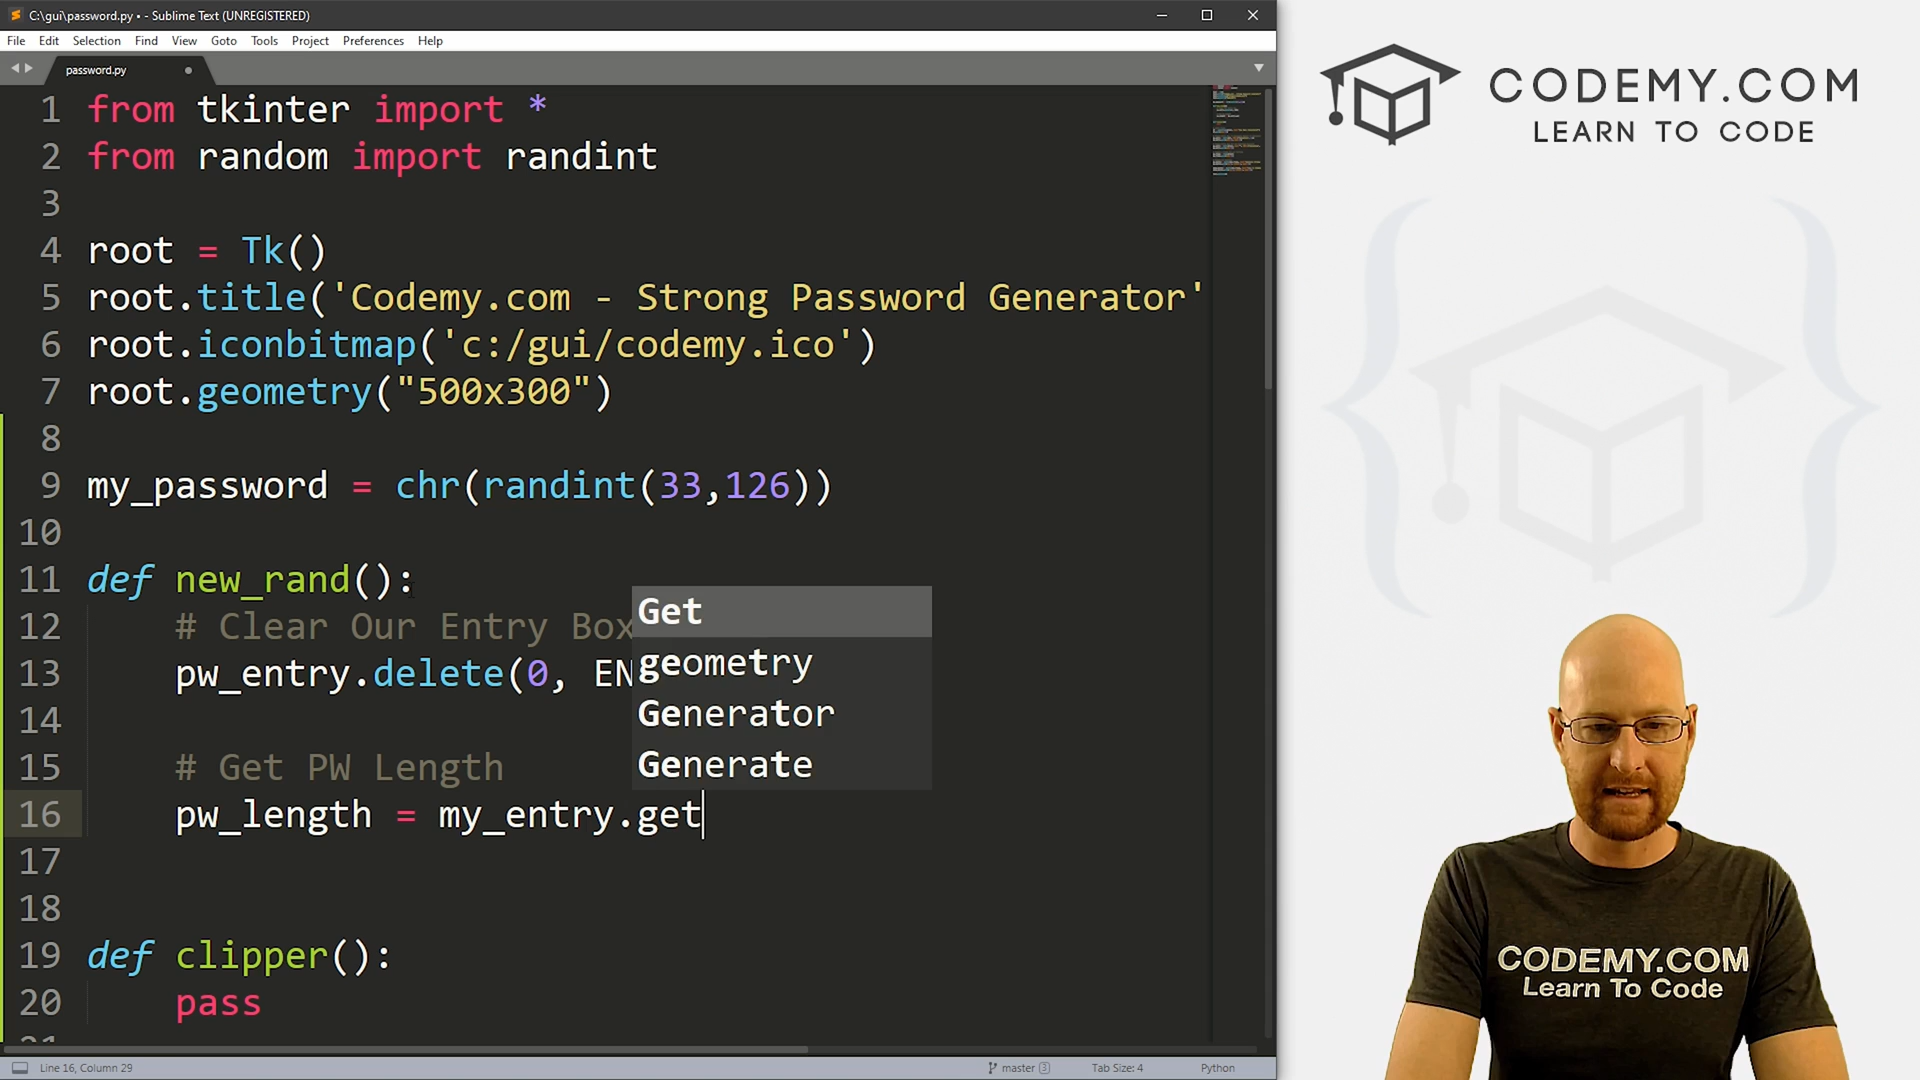 C:\gui\password.py • - Sublime Text (UNREGISTERED)
File Edit Selection Find View Goto Tools Project Preferences Help
password.py
1 from tkinter import *
2 from random import randint
3
4 root = Tk()
5 root.title('Codemy.com - Strong Password Generator'
6 root.iconbitmap('c:/gui/codemy.ico')
7 root.geometry("500x300")
8
9 my_password = chr(randint(33,126))
10
11 def new_rand():
12 # Clear Our Entry Box
13 pw_entry.delete(0, EN
14
15 # Get PW Length
16 pw_length = my_entry.get
17
18
19 def clipper():
20 pass
Get
geometry
Generator
Generate
Line 16, Column 29
master 3
Tab Size: 4
Python
CODEMY.COM
LEARN TO CODE
CODEMY.COM
Learn To Code